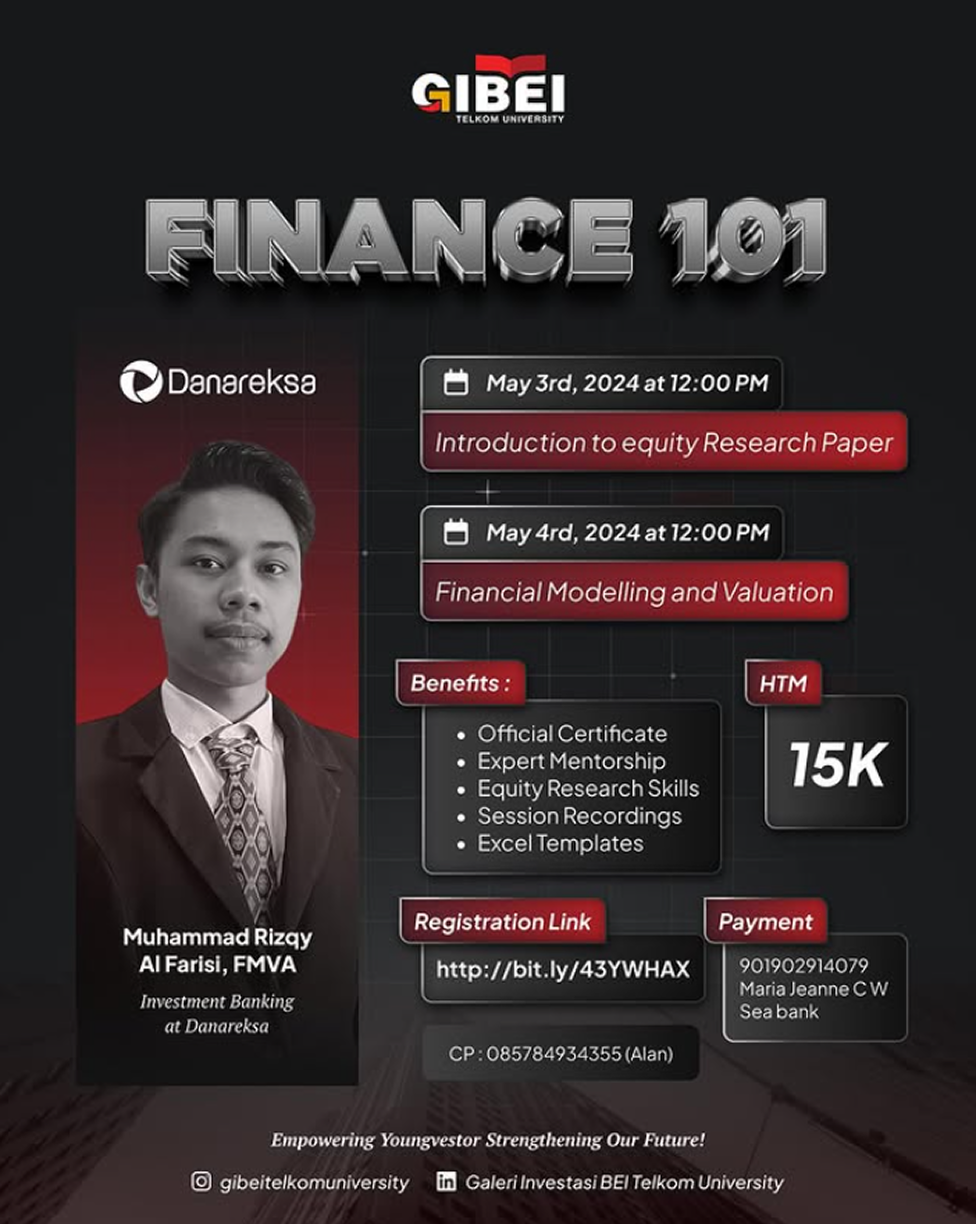 GIBEI
TELKOM UNIVERSITY
FINANCE 101
Danareksa
Muhammad Rizqy
Al Farisi, FMVA
Investment Banking
at Danareksa
May 3rd, 2024 at 12:00 PM
Introduction to equity Research Paper
May 4rd, 2024 at 12:00 PM
Financial Modelling and Valuation
Benefits :
• Official Certificate
• Expert Mentorship
• Equity Research Skills
• Session Recordings
• Excel Templates
HTM
15K
Registration Link
http://bit.ly/43YWHAX
Payment
901902914079
Maria Jeanne C W
Sea bank
CP : 085784934355 (Alan)
Empowering Youngvestor Strengthening Our Future!
gibeitelkomuniversity
Galeri Investasi BEI Telkom University